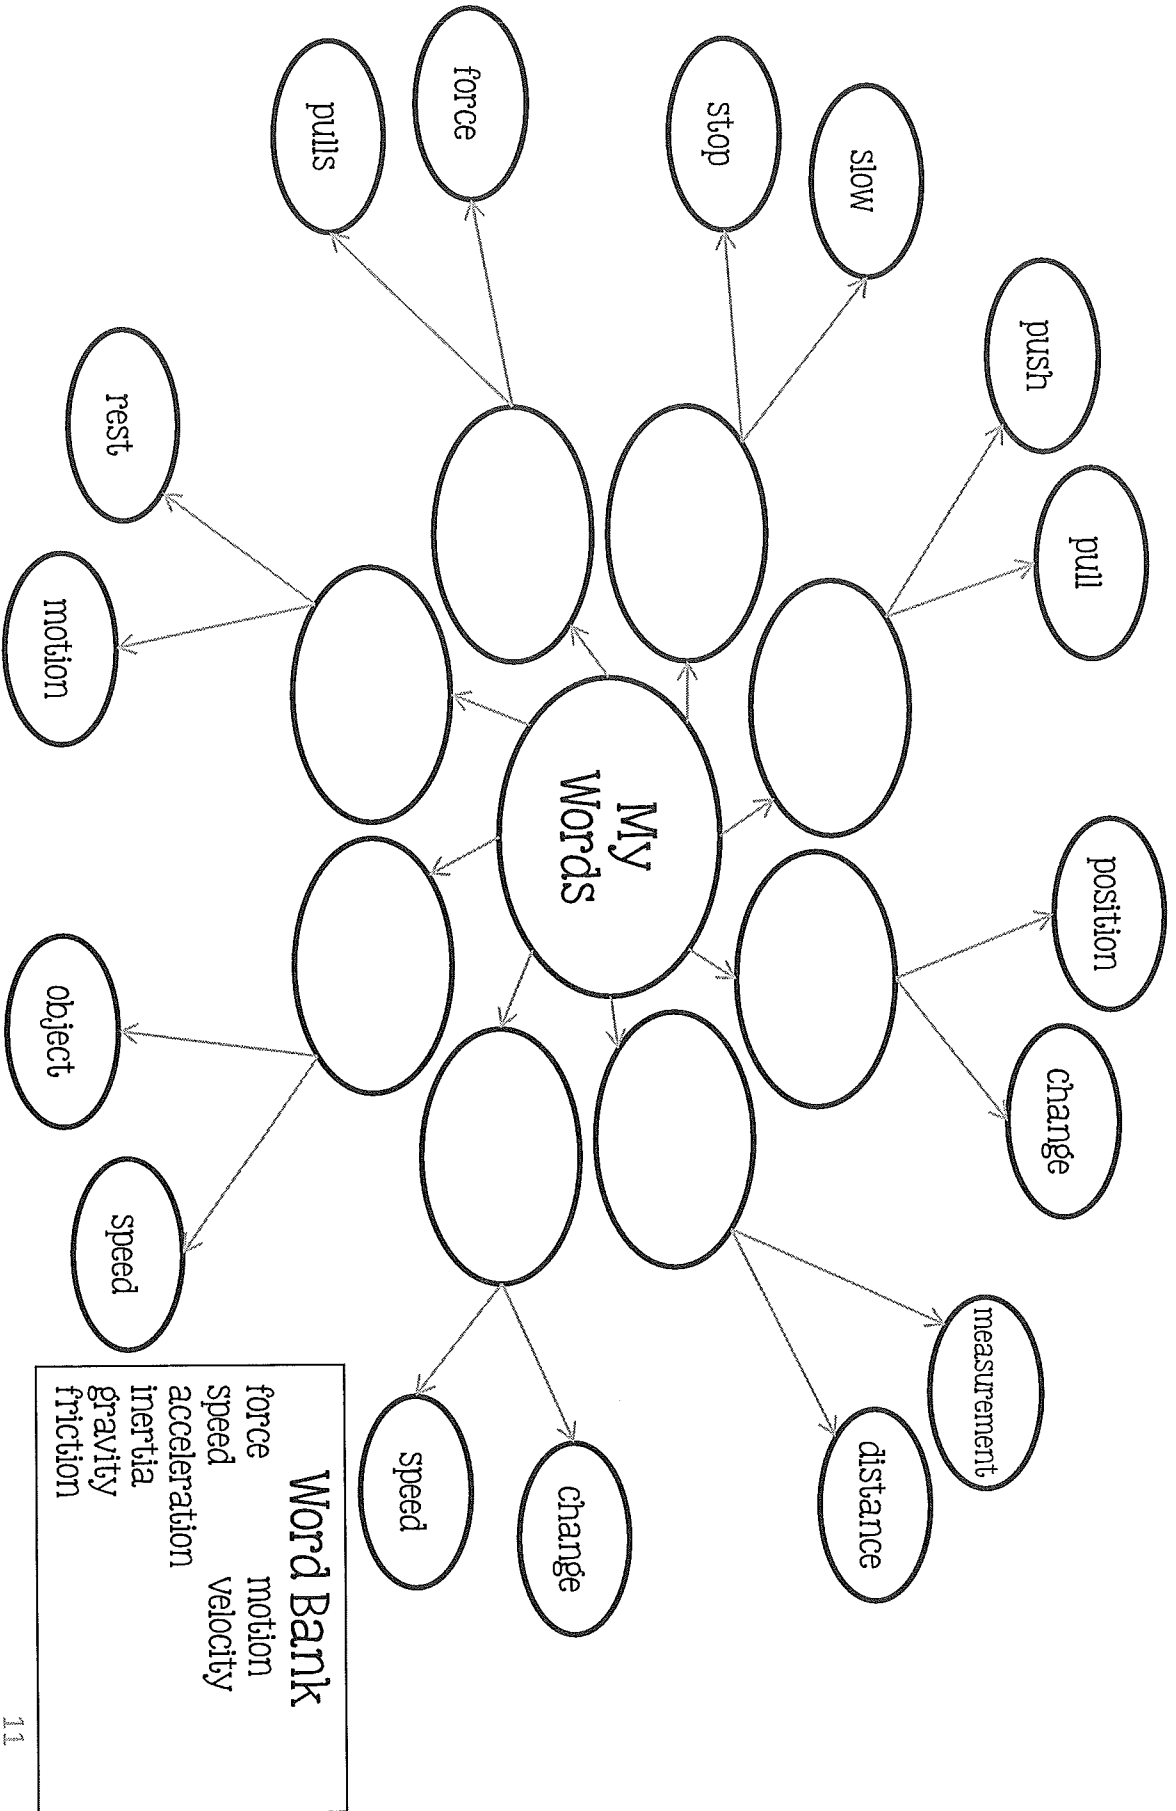 push
pull
position
change
slow
stop
measurement
distance
My
Words
force
pulls
change
speed
rest
motion
object
speed
Word Bank
force motion
speed velocity
acceleration
inertia
gravity
friction
11